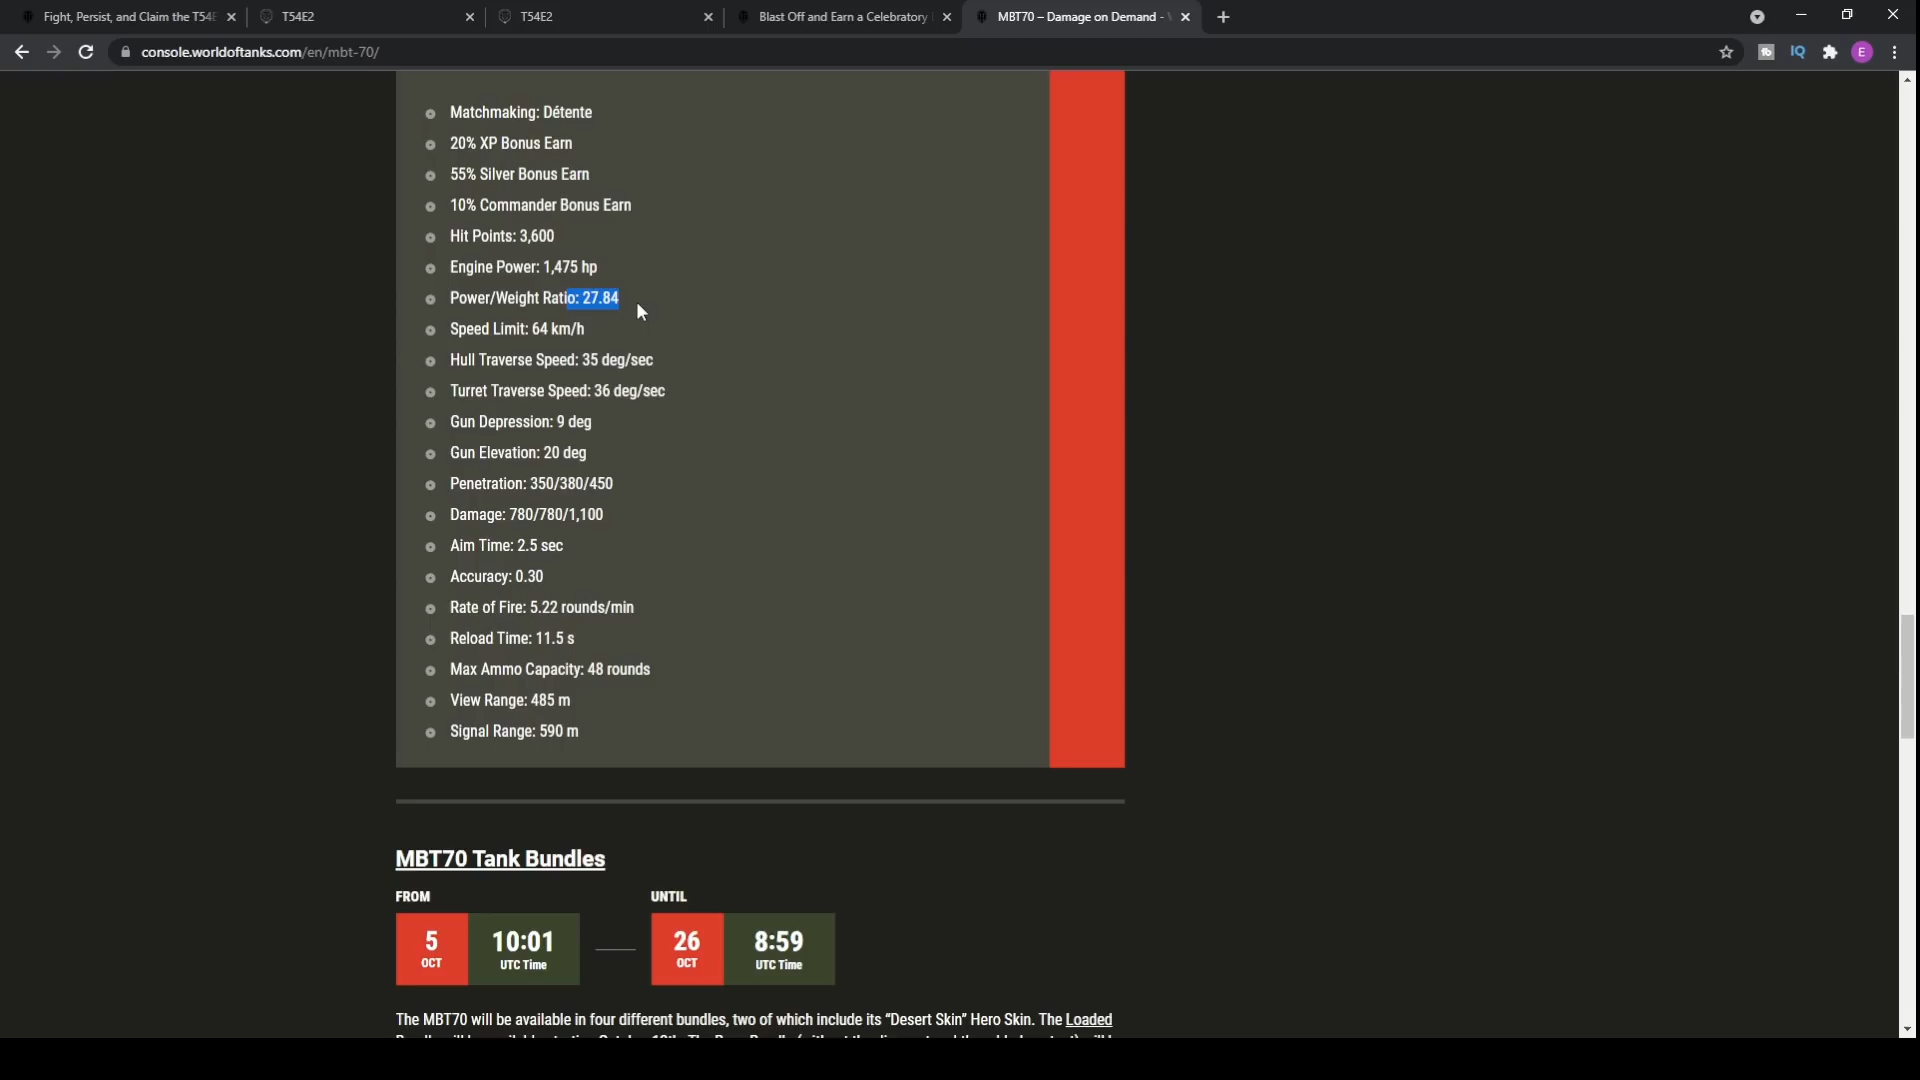 Fight, Persist, and Claim the T54E
T54E2
T54E2
Blast Off and Earn a Celebratory
MBT70 – Damage on Demand -
console.worldoftanks.com/en/mbt-70/
IQ
E
Matchmaking: Détente
20% XP Bonus Earn
55% Silver Bonus Earn
10% Commander Bonus Earn
Hit Points: 3,600
Engine Power: 1,475 hp
Power/Weight Ratio: 27.84
Speed Limit: 64 km/h
Hull Traverse Speed: 35 deg/sec
Turret Traverse Speed: 36 deg/sec
Gun Depression: 9 deg
Gun Elevation: 20 deg
Penetration: 350/380/450
Damage: 780/780/1,100
Aim Time: 2.5 sec
Accuracy: 0.30
Rate of Fire: 5.22 rounds/min
Reload Time: 11.5 s
Max Ammo Capacity: 48 rounds
View Range: 485 m
Signal Range: 590 m
MBT70 Tank Bundles
FROM
UNTIL
5 OCT
10:01 UTC Time
26 OCT
8:59 UTC Time
The MBT70 will be available in four different bundles, two of which include its “Desert Skin” Hero Skin. The Loaded